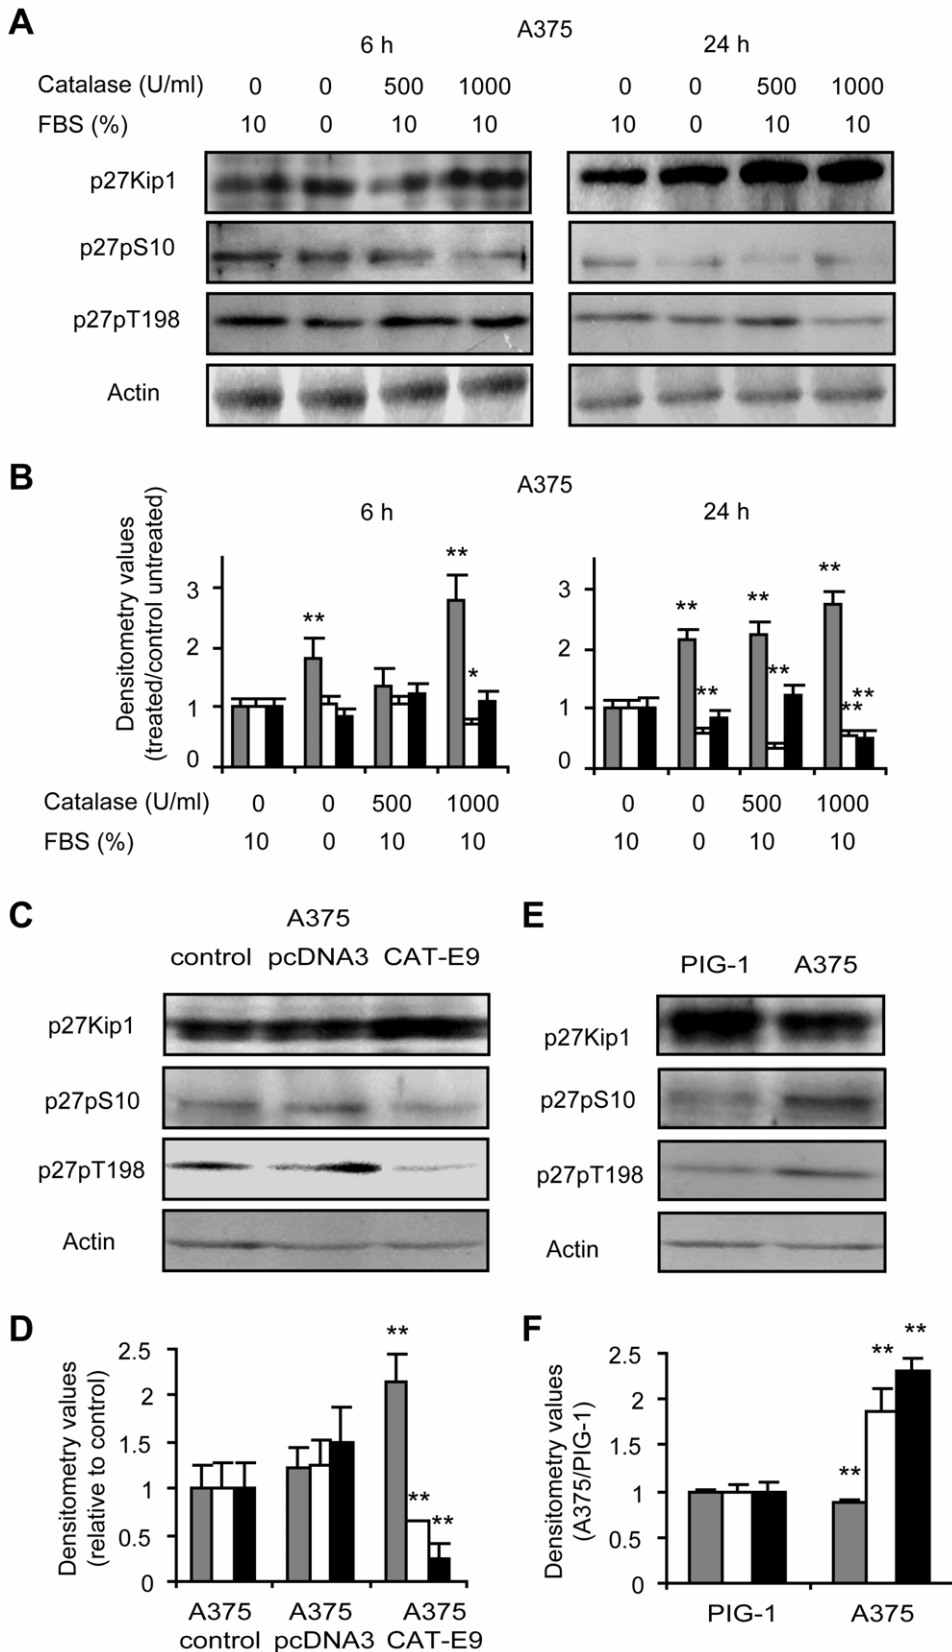 A
A375
6 h
24 h
Catalase (U/ml) 0 0 500 1000 0 0 500 1000
FBS (%) 10 0 10 10 10 0 10 10
p27Kip1
p27pS10
p27pT198
Actin
B
A375
6 h
24 h
Densitometry values
(treated/control untreated)
3
2
1
0
** ** *
3
2
1
0
** ** ** ** ** ** **
Catalase (U/ml) 0 0 500 1000 0 0 500 1000
FBS (%) 10 0 10 10 10 0 10 10
C
A375
control pcDNA3 CAT-E9
p27Kip1
p27pS10
p27pT198
Actin
E
PIG-1 A375
p27Kip1
p27pS10
p27pT198
Actin
D
Densitometry values
(relative to control)
2.5
2
1.5
1
0.5
0
** ** **
A375 A375 A375
control pcDNA3 CAT-E9
F
Densitometry values
(A375/PIG-1)
2.5
2
1.5
1
0.5
0
** ** **
PIG-1 A375